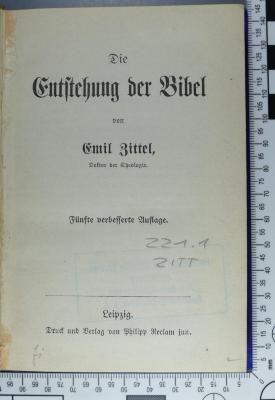 Die
Entstehung der Bibel
von
Emil Zittel,
Doktor der Theologie.
Fünfte verbesserte Auflage.
221.1
ZITT
Leipzig.
Druck und Verlag von Philipp Reclam jun.